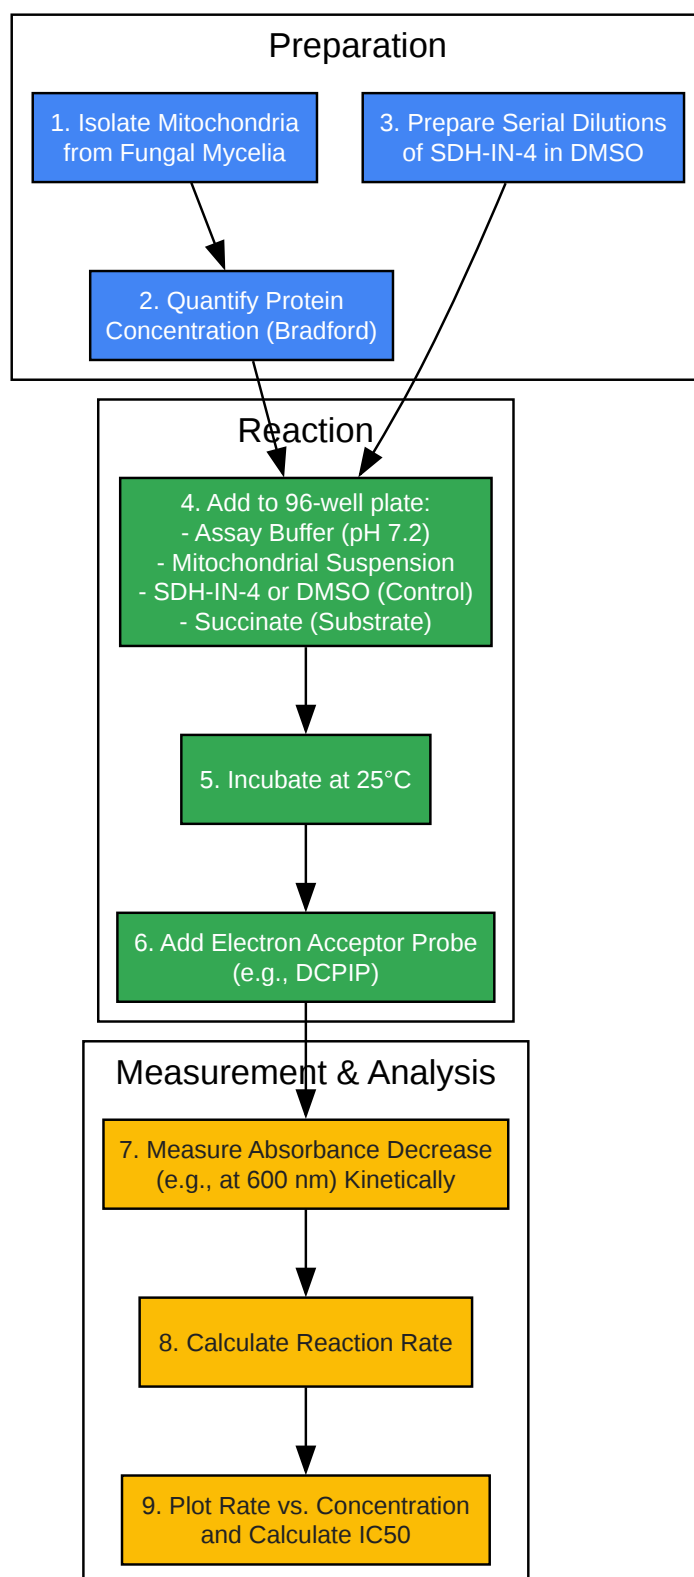 Preparation
1. Isolate Mitochondria
from Fungal Mycelia
3. Prepare Serial Dilutions
of SDH-IN-4 in DMSO
2. Quantify Protein
Concentration (Bradford)
Reaction
4. Add to 96-well plate:
- Assay Buffer (pH 7.2)
- Mitochondrial Suspension
- SDH-IN-4 or DMSO (Control)
- Succinate (Substrate)
5. Incubate at 25°C
6. Add Electron Acceptor Probe
(e.g., DCPIP)
Measurement & Analysis
7. Measure Absorbance Decrease
(e.g., at 600 nm) Kinetically
8. Calculate Reaction Rate
9. Plot Rate vs. Concentration
and Calculate IC50